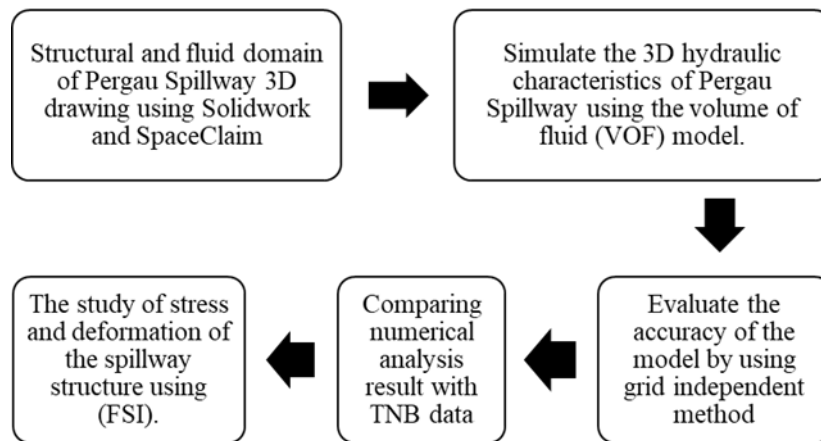 Structural and fluid domain
of Pergau Spillway 3D
drawing using Solidwork
and SpaceClaim
Simulate the 3D hydraulic
characteristics of Pergau
Spillway using the volume of
fluid (VOF) model.
Evaluate the
accuracy of the
model by using
grid independent
method
Comparing
numerical
analysis
result with
TNB data
The study of stress
and deformation of
the spillway
structure using
(FSI).